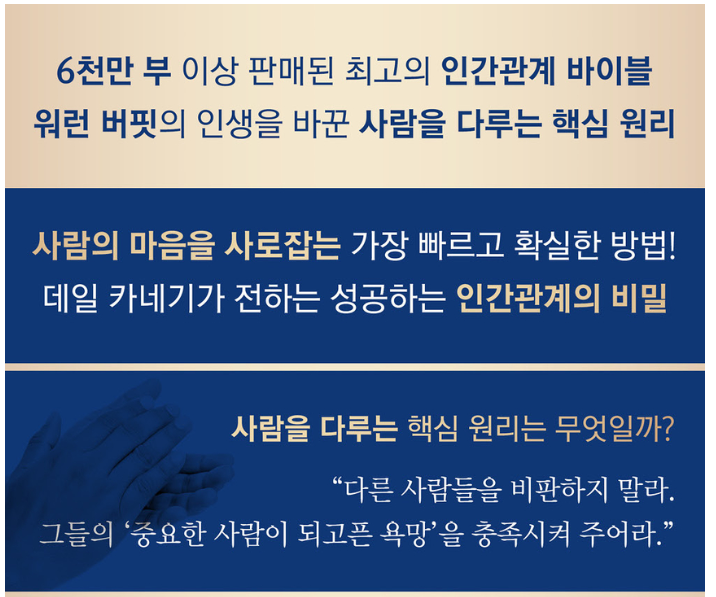 6천만 부 이상 판매된 최고의 인간관계 바이블
워런 버핏의 인생을 바꾼 사람을 다루는 핵심 원리
사람의 마음을 사로잡는 가장 빠르고 확실한 방법!
데일 카네기가 전하는 성공하는 인간관계의 비밀
사람을 다루는 핵심 원리는 무엇일까?
“다른 사람들을 비판하지 말라.
그들의 ‘중요한 사람이 되고픈 욕망’을 충족시켜 주어라.”